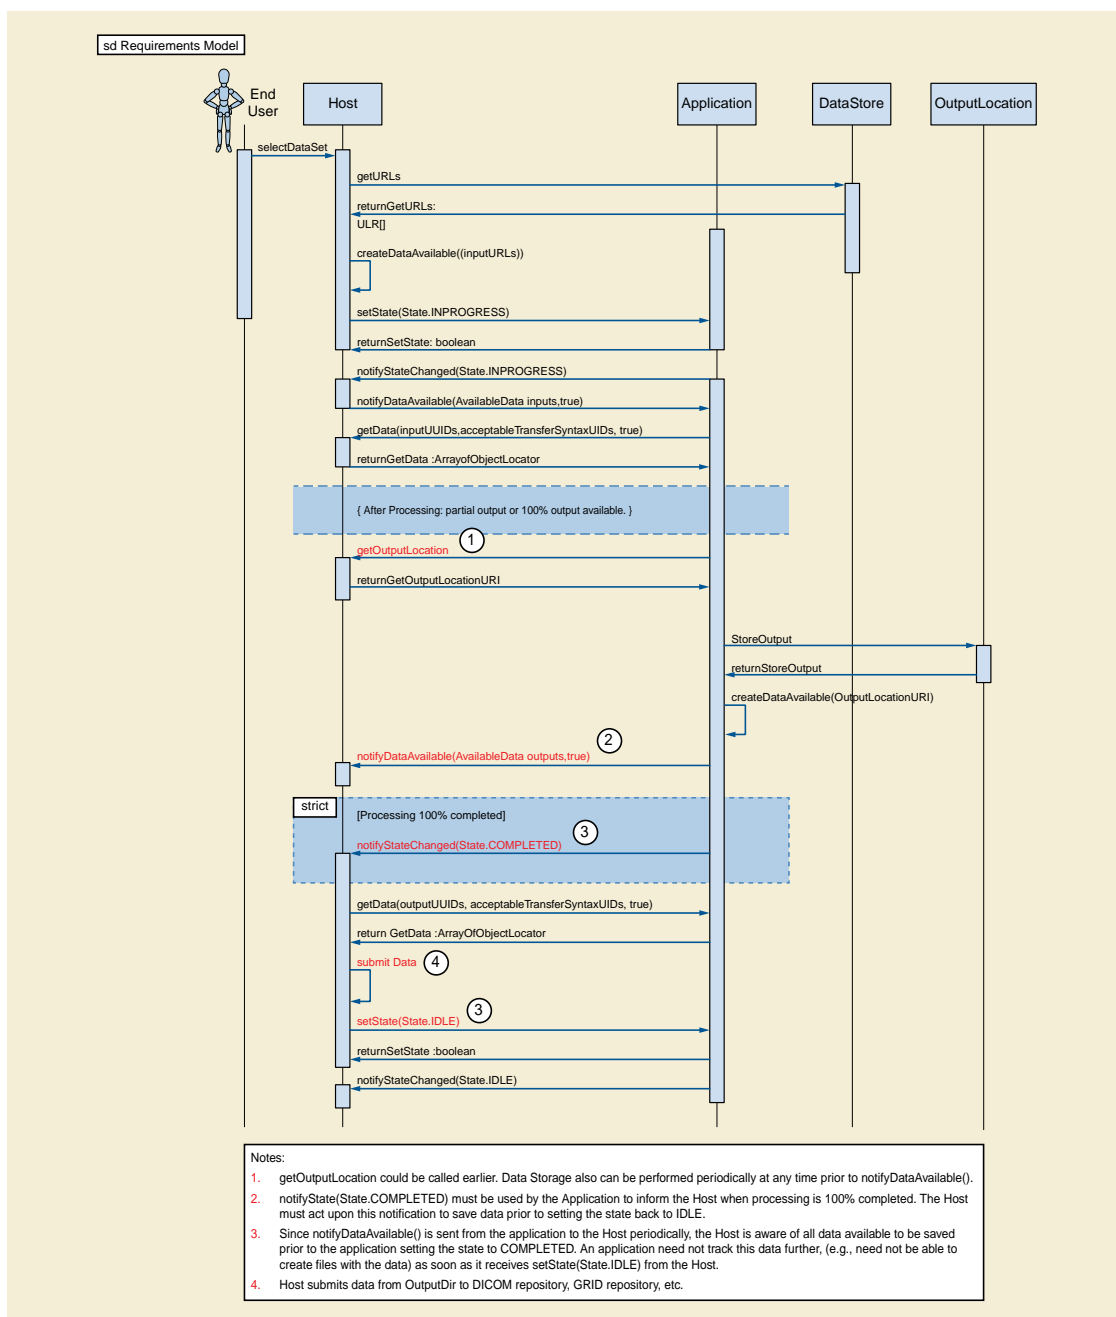 sd Requirements Model
End
User
Host
Application
DataStore
OutputLocation
selectDataSet
getURLs
returnGetURLs:
ULR[]
createDataAvailable((inputURLs))
setState(State.INPROGRESS)
returnSetState: boolean
notifyStateChanged(State.INPROGRESS)
notifyDataAvailable(AvailableData inputs,true)
getData(inputUUIDs,acceptableTransferSyntaxUIDs, true)
returnGetData :ArrayofObjectLocator
{ After Processing: partial output or 100% output available. }
1
getOutputLocation
returnGetOutputLocationURI
StoreOutput
returnStoreOutput
createDataAvailable(OutputLocationURI)
2
notifyDataAvailable(AvailableData outputs,true)
strict
[Processing 100% completed]
3
notifyStateChanged(State.COMPLETED)
getData(outputUUIDs, acceptableTransferSyntaxUIDs, true)
return GetData :ArrayOfObjectLocator
submit Data 4
3
setState(State.IDLE)
returnSetState :boolean
notifyStateChanged(State.IDLE)
Notes:
1. getOutputLocation could be called earlier. Data Storage also can be performed periodically at any time prior to notifyDataAvailable().
2. notifyState(State.COMPLETED) must be used by the Application to inform the Host when processing is 100% completed. The Host
must act upon this notification to save data prior to setting the state back to IDLE.
3. Since notifyDataAvailable() is sent from the application to the Host periodically, the Host is aware of all data available to be saved
prior to the application setting the state to COMPLETED. An application need not track this data further, (e.g., need not be able to
create files with the data) as soon as it receives setState(State.IDLE) from the Host.
4. Host submits data from OutputDir to DICOM repository, GRID repository, etc.